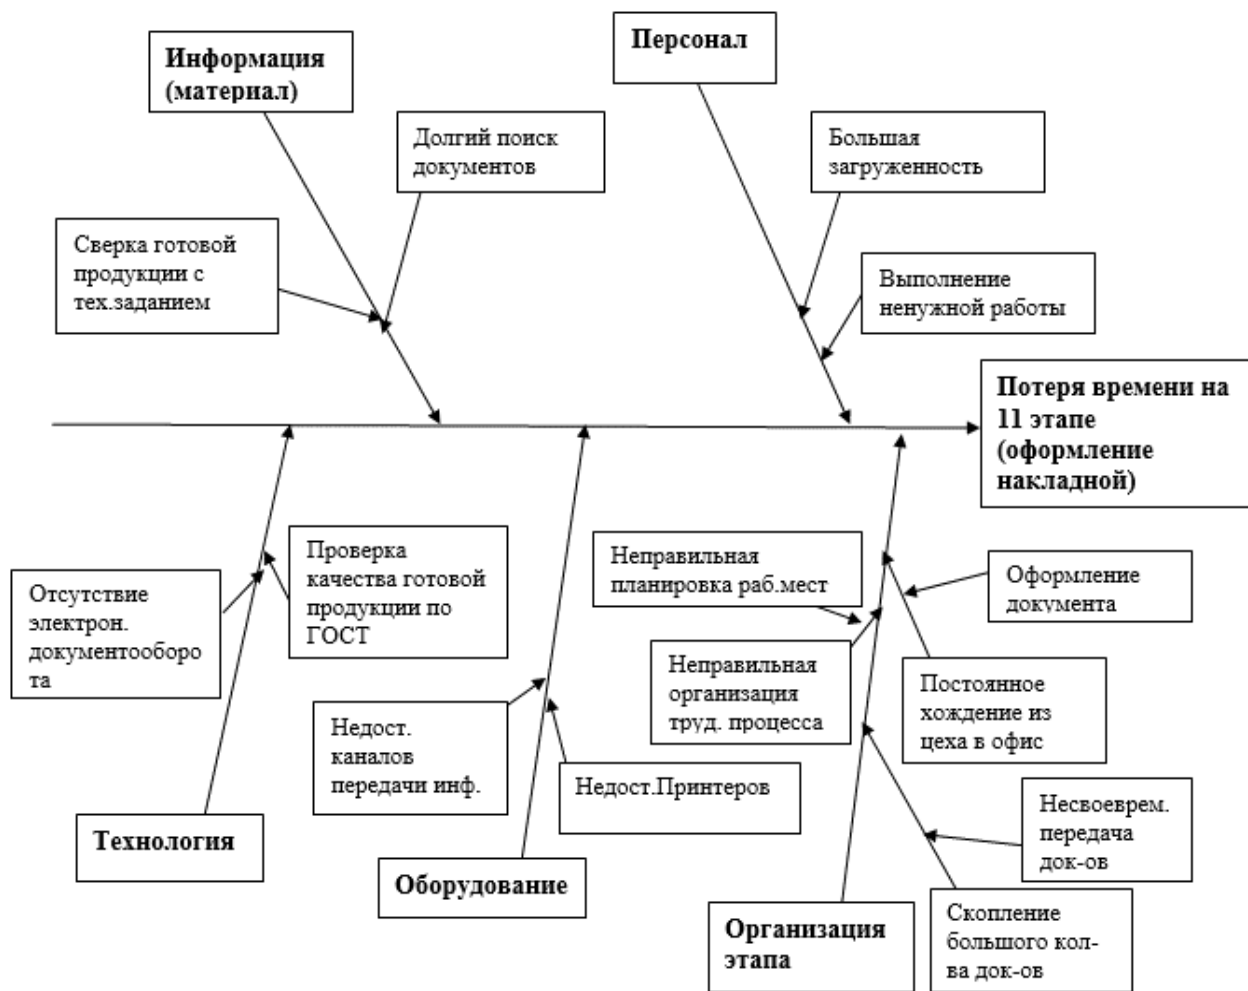 Информация
(материал)
Персонал
Долгий поиск
документов
Большая
загруженность
Сверка готовой
продукции с
тех.заданием
Выполнение
ненужной работы
Потеря времени на
11 этапе
(оформление
накладной)
Отсутствие
электрон.
документооборо
та
Проверка
качества готовой
продукции по
ГОСТ
Неправильная
планировка раб.мест
Оформление
документа
Неправильная
организация
труд. процесса
Постоянное
хождение из
цеха в офис
Недост.
каналов
передачи инф.
Недост.Принтеров
Несвоеврем.
передача
док-ов
Технология
Оборудование
Организация
этапа
Скопление
большого кол-
ва док-ов